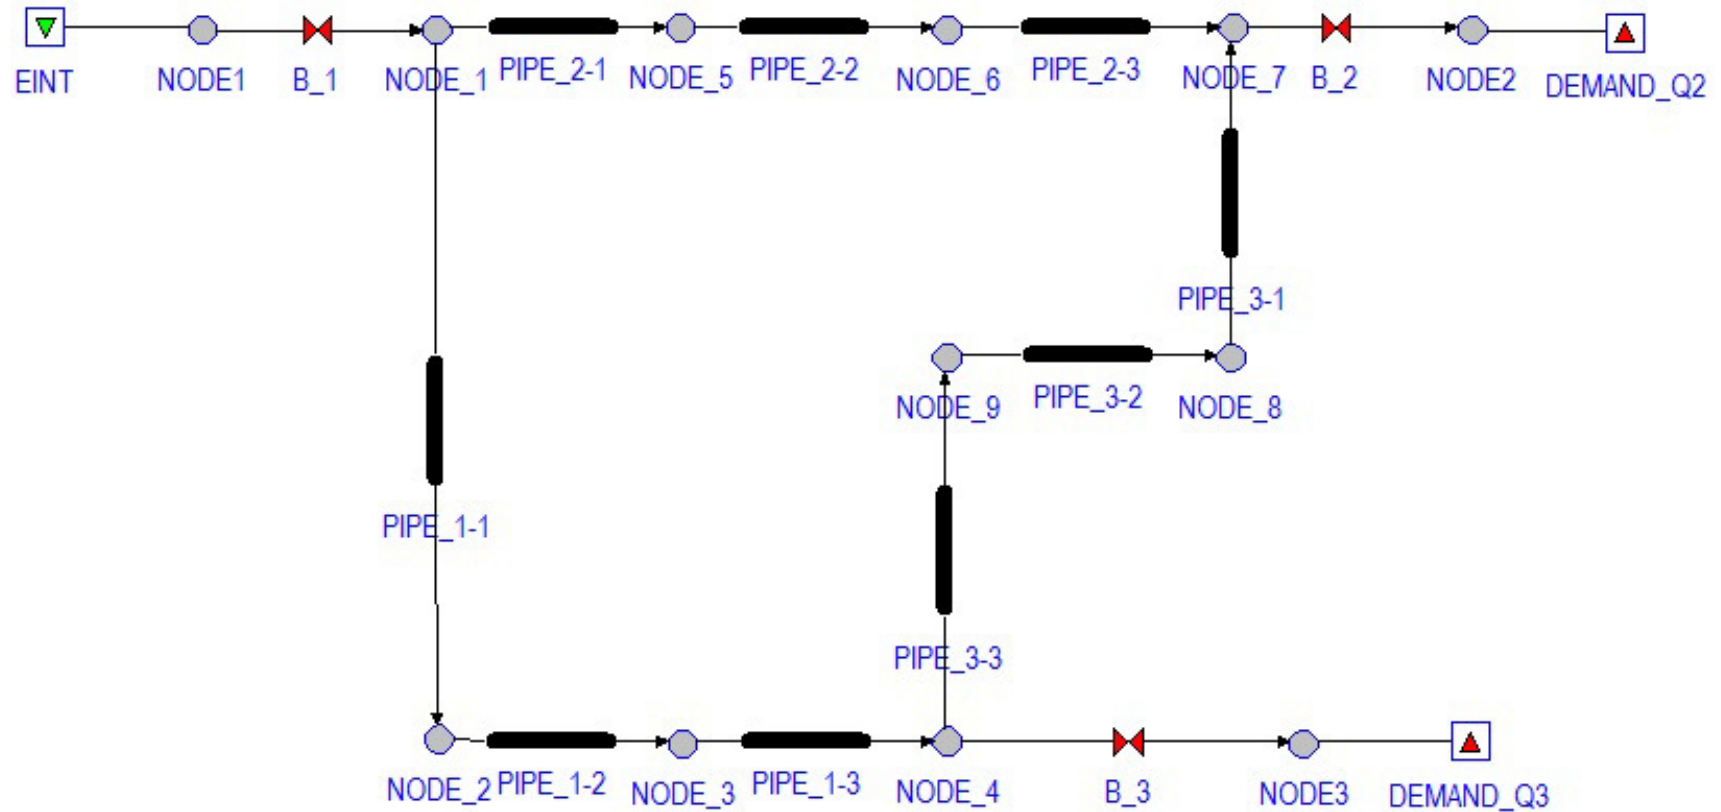 EINT
NODE1
B_1
NODE_1
PIPE_2-1
NODE_5
PIPE_2-2
NODE_6
PIPE_2-3
NODE_7
B_2
NODE2
DEMAND_Q2
PIPE_3-1
NODE_9
PIPE_3-2
NODE_8
PIPE_1-1
PIPE_3-3
NODE_2
PIPE_1-2
NODE_3
PIPE_1-3
NODE_4
B_3
NODE3
DEMAND_Q3